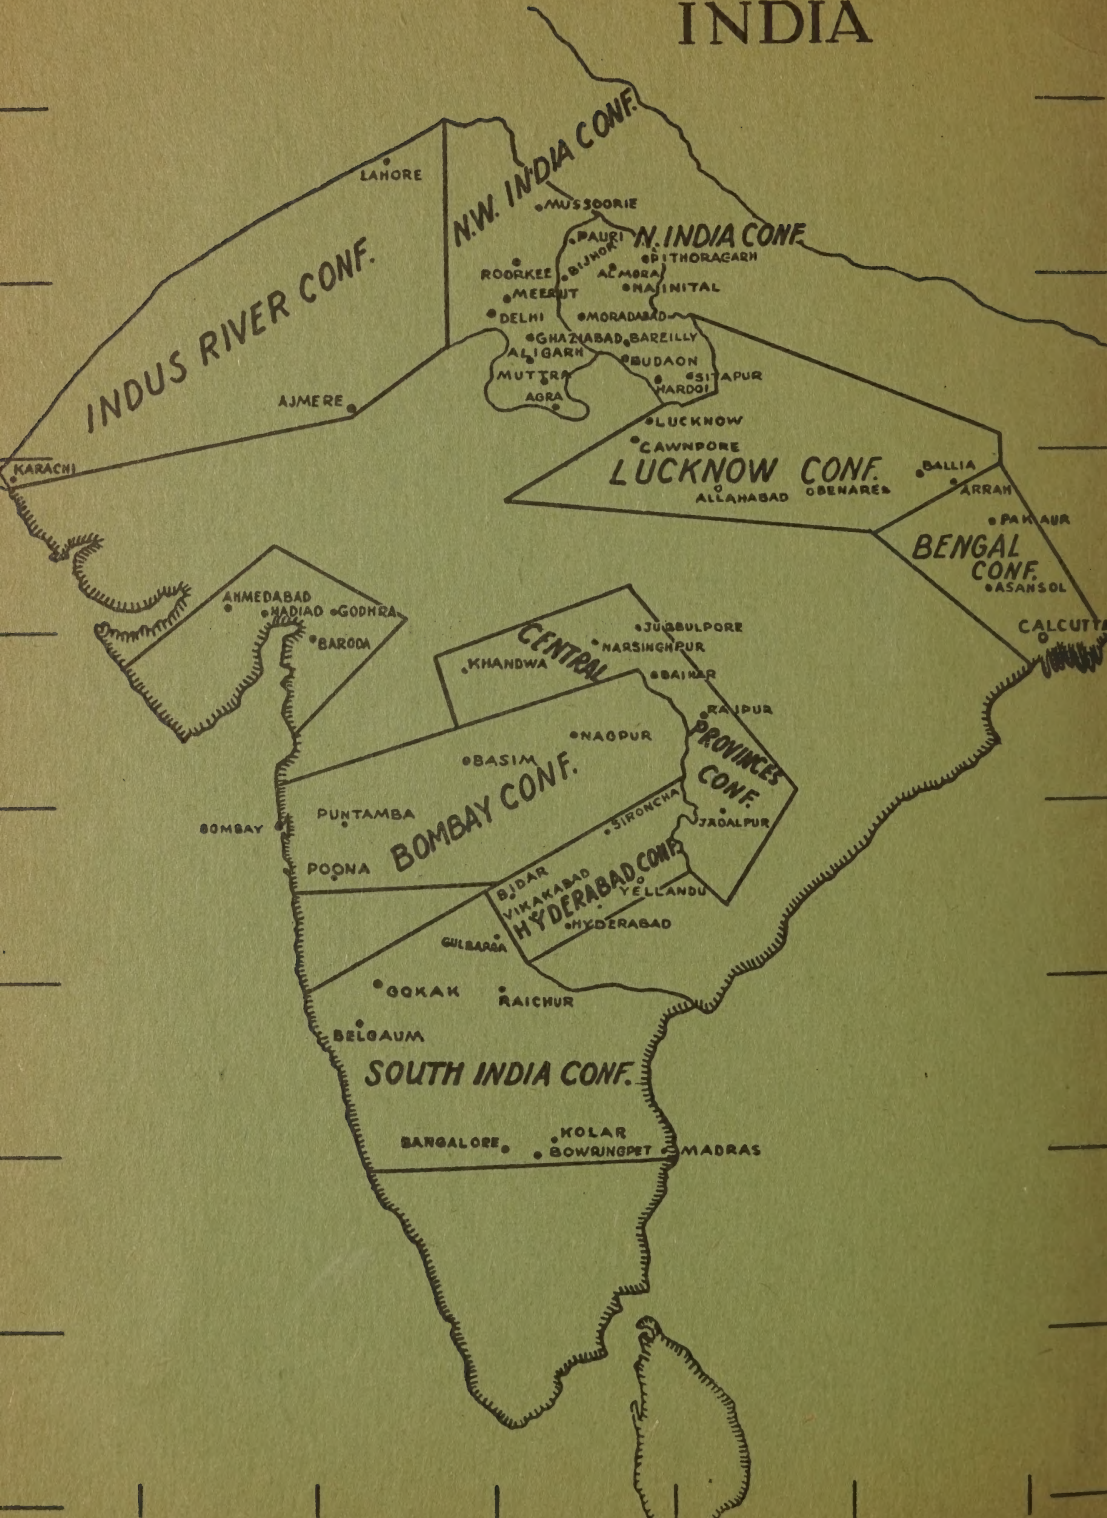 INDIA
N.W. INDIA CONF.
LAHORE
MUSSOORIE
PAURI
N. INDIA CONF.
BIJNOR
PITHORAGARH
ROORKEE
ALMORA
NAINITAL
MEERUT
DELHI
MORADABAD
GHAZIABAD
BAREILLY
ALIGARH
BUDAON
MUTTRA
SITAPUR
HARDOI
AGRA
INDUS RIVER CONF.
AJMERE
KARACHI
LUCKNOW
CAWNPORE
LUCKNOW CONF.
BALLIA
ALLAHABAD
BENARES
ARRAH
PAKAUR
BENGAL
CONF.
ASANSOL
CALCUTTA
AHMEDABAD
NADIAD
GODHRA
BARODA
CENTRAL
JUBBULPORE
NARSINGHPUR
KHANDWA
BAIHAR
RAIPUR
PROVINCES
CONF.
NAGPUR
BASIM
BOMBAY CONF.
PUNTAMBA
BOMBAY
SIRONCHA
JAGALPUR
POONA
BIDAR
VIKAKABAD
HYDERABAD CONF.
YELLANDU
HYDERABAD
GULBARGA
GOKAK
RAICHUR
BELGAUM
SOUTH INDIA CONF.
BANGALORE
KOLAR
BOWRINGPET
MADRAS